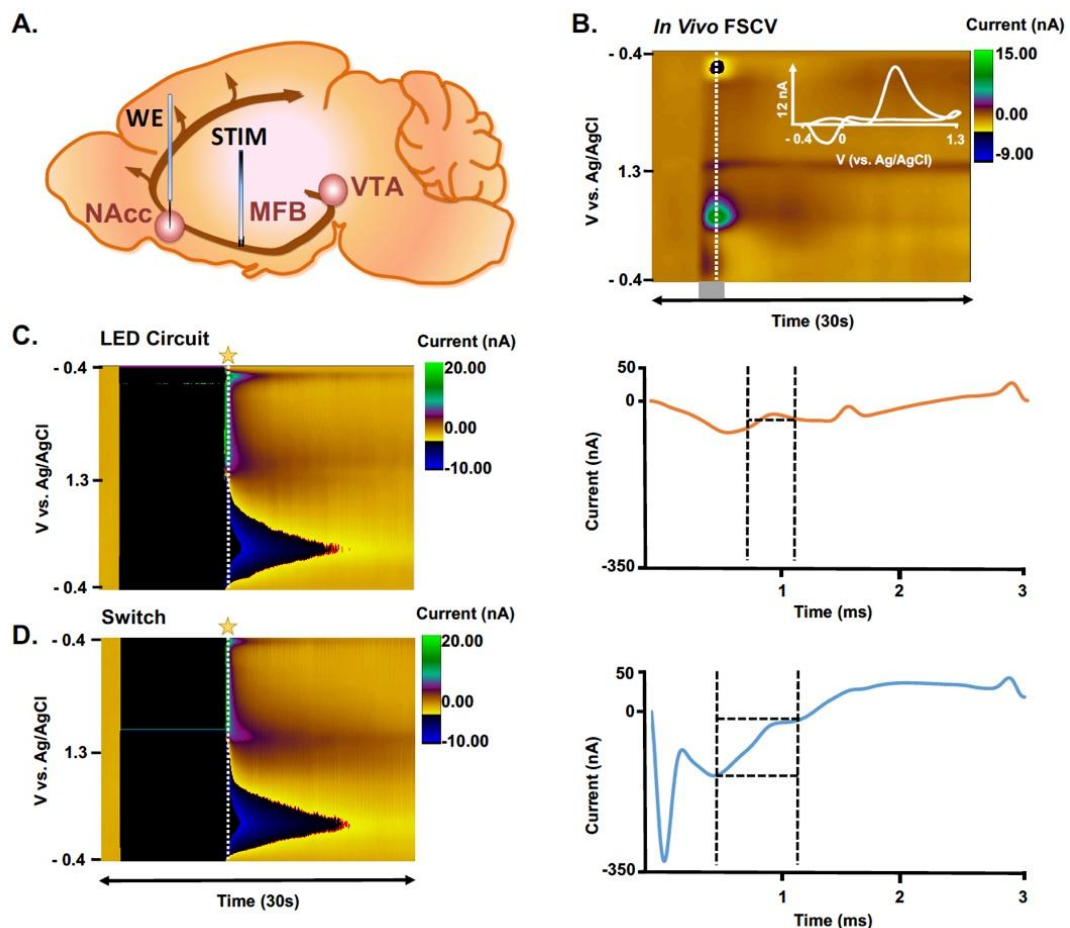 A.
WE
STIM
NAcc
MFB
VTA
B.
In Vivo FSCV
Current (nA)
V vs. Ag/AgCl
- 0.4
1.3
- 0.4
12 nA
- 0.4
0
1.3
V (vs. Ag/AgCl)
15.00
0.00
-9.00
Time (30s)
C.
LED Circuit
Current (nA)
V vs. Ag/AgCl
- 0.4
1.3
- 0.4
20.00
0.00
-10.00
Current (nA)
50
0
-350
1
2
3
Time (ms)
D.
Switch
Current (nA)
V vs. Ag/AgCl
- 0.4
1.3
- 0.4
20.00
0.00
-10.00
Time (30s)
Current (nA)
50
0
-350
1
2
3
Time (ms)